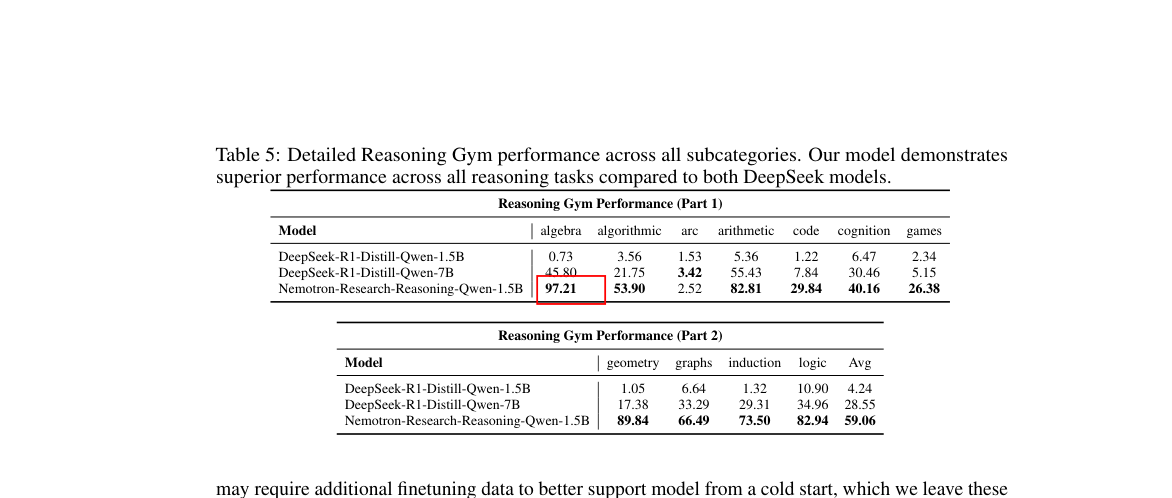 Table 5: Detailed Reasoning Gym performance across all subcategories. Our model demonstrates
superior performance across all reasoning tasks compared to both DeepSeek models.
Reasoning Gym Performance (Part 1)
Model algebra algorithmic arc arithmetic code cognition games
DeepSeek-R1-Distill-Qwen-1.5B 0.73 3.56 1.53 5.36 1.22 6.47 2.34
DeepSeek-R1-Distill-Qwen-7B 45.80 21.75 3.42 55.43 7.84 30.46 5.15
Nemotron-Research-Reasoning-Qwen-1.5B 97.21 53.90 2.52 82.81 29.84 40.16 26.38
Reasoning Gym Performance (Part 2)
Model geometry graphs induction logic Avg
DeepSeek-R1-Distill-Qwen-1.5B 1.05 6.64 1.32 10.90 4.24
DeepSeek-R1-Distill-Qwen-7B 17.38 33.29 29.31 34.96 28.55
Nemotron-Research-Reasoning-Qwen-1.5B 89.84 66.49 73.50 82.94 59.06
may require additional finetuning data to better support model from a cold start, which we leave these